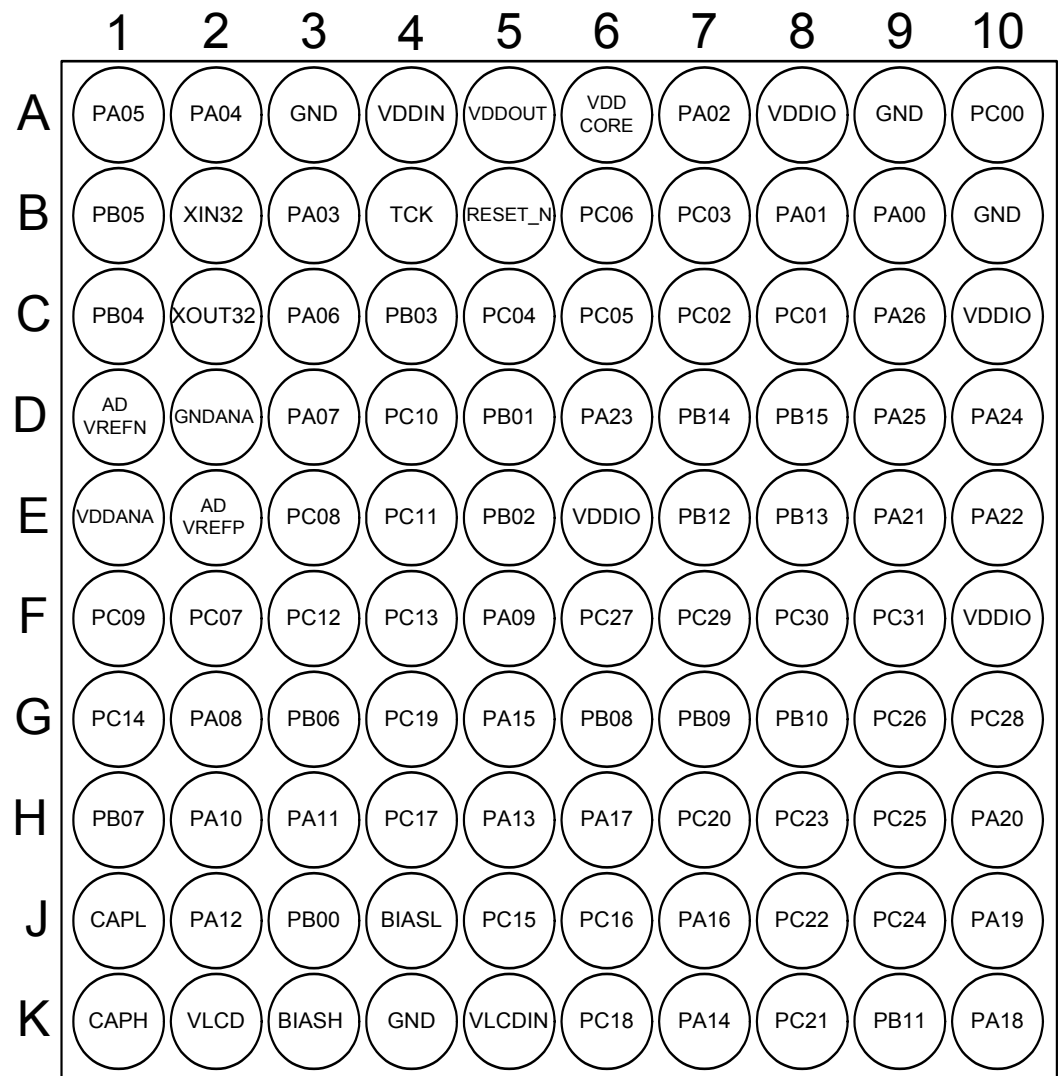 1 2 3 4 5 6 7 8 9 10
A PA05 PA04 GND VDDIN VDDOUT VDD CORE PA02 VDDIO GND PC00
B PB05 XIN32 PA03 TCK RESET_N PC06 PC03 PA01 PA00 GND
C PB04 XOUT32 PA06 PB03 PC04 PC05 PC02 PC01 PA26 VDDIO
D AD VREFN GNDANA PA07 PC10 PB01 PA23 PB14 PB15 PA25 PA24
E VDDANA AD VREFP PC08 PC11 PB02 VDDIO PB12 PB13 PA21 PA22
F PC09 PC07 PC12 PC13 PA09 PC27 PC29 PC30 PC31 VDDIO
G PC14 PA08 PB06 PC19 PA15 PB08 PB09 PB10 PC26 PC28
H PB07 PA10 PA11 PC17 PA13 PA17 PC20 PC23 PC25 PA20
J CAPL PA12 PB00 BIASL PC15 PC16 PA16 PC22 PC24 PA19
K CAPH VLCD BIASH GND VLCDIN PC18 PA14 PC21 PB11 PA18